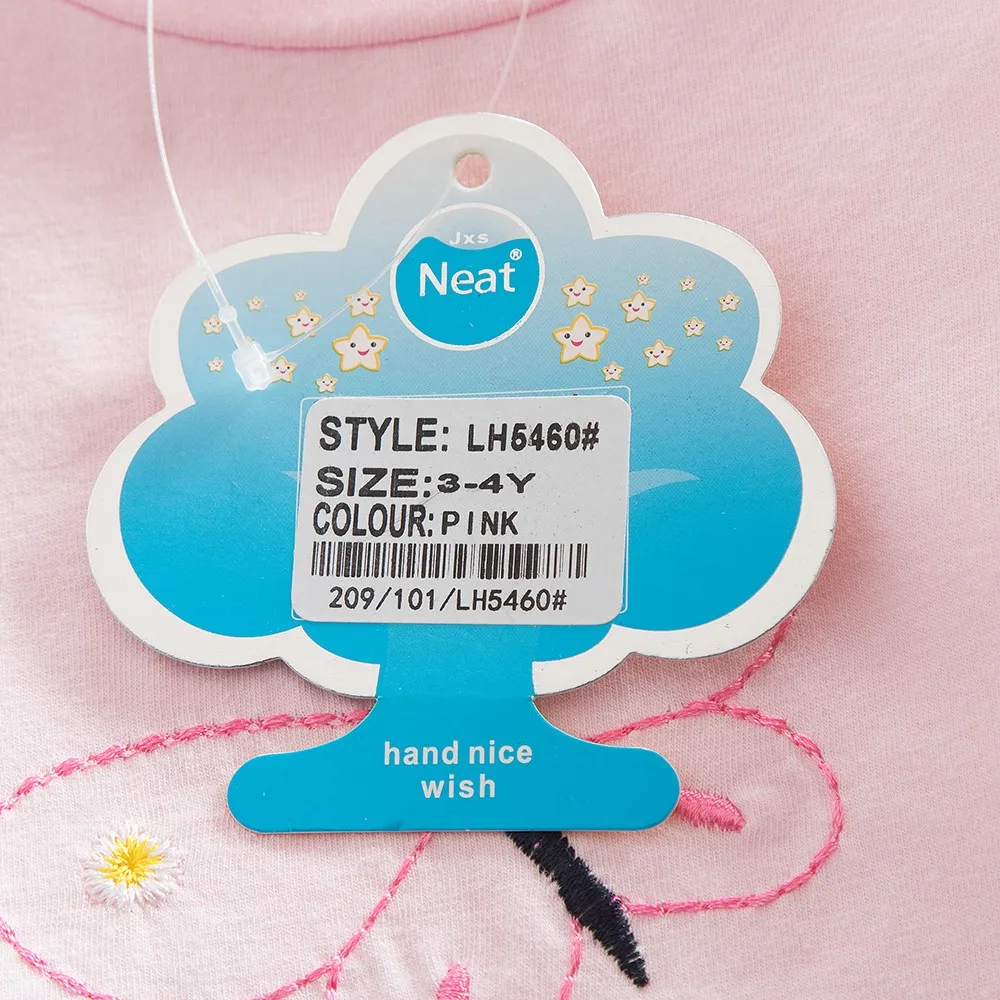 Jxs
Neat®
STYLE: LH5460#
SIZE:3-4Y
COLOUR:PINK
209/101/LH5460#
hand nice
wish